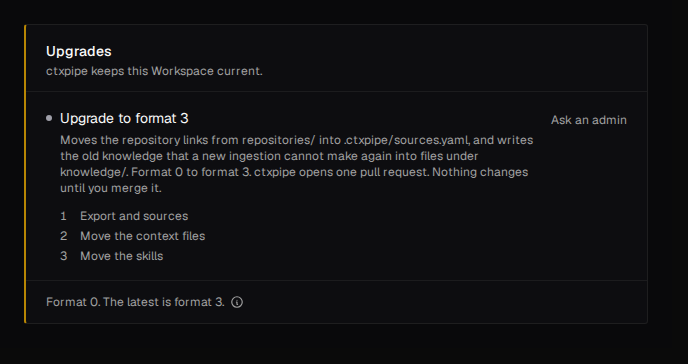 Upgrades
ctxpipe keeps this Workspace current.
Upgrade to format 3
Ask an admin
Moves the repository links from repositories/ into .ctxpipe/sources.yaml, and writes
the old knowledge that a new ingestion cannot make again into files under
knowledge/. Format 0 to format 3. ctxpipe opens one pull request. Nothing changes
until you merge it.
1 Export and sources
2 Move the context files
3 Move the skills
Format 0. The latest is format 3.